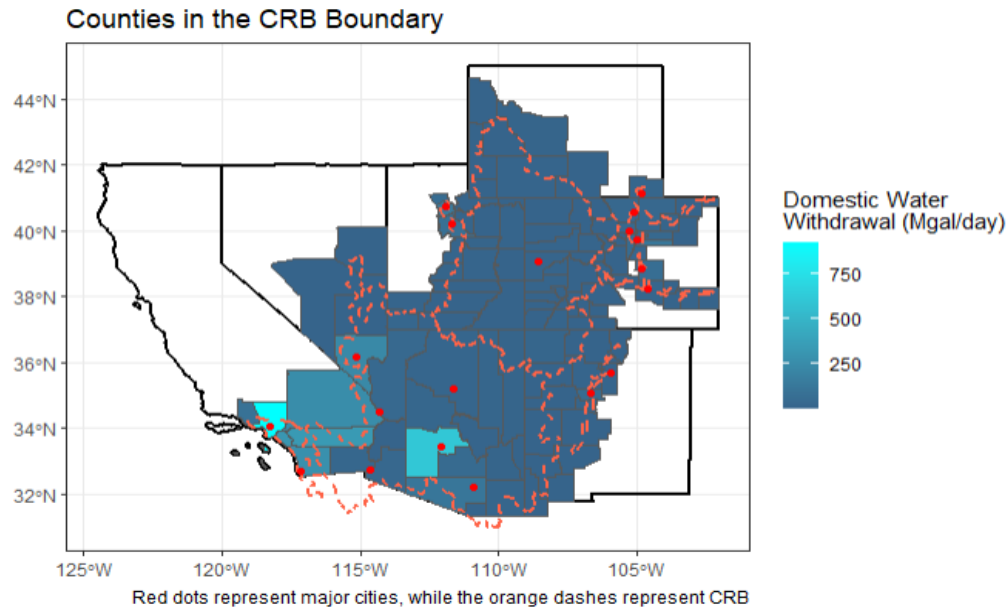 Counties in the CRB Boundary
44°N
42°N
40°N
38°N
36°N
34°N
32°N
125°W
120°W
115°W
110°W
105°W
Domestic Water
Withdrawal (Mgal/day)
750
500
250
Red dots represent major cities, while the orange dashes represent CRB